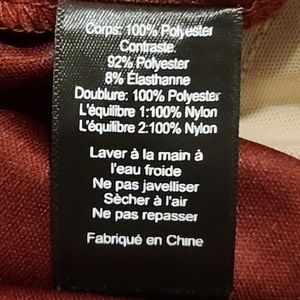 Corps: 100% Polyester
Contraste:
92% Polyester
8% Élasthanne
Doublure: 100% Polyester
L'équilibre 1:100% Nylon
L'équilibre 2:100% Nylon
Laver à la main à
l'eau froide
Ne pas javelliser
Sècher à l'air
Ne pas repasser
Fabriqué en Chine